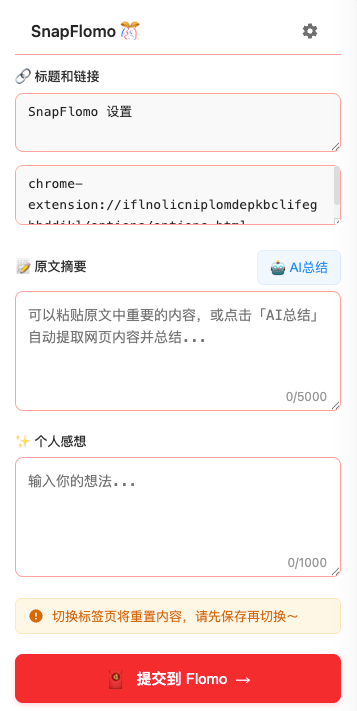 SnapFlomo 🎊
🔗 标题和链接
SnapFlomo 设置
chrome-
extension://iflnolicniplomdepkbclifeg
📝 原文摘要
🤖 AI总结
可以粘贴原文中重要的内容，或点击「AI总结」
自动提取网页内容并总结...
0/5000
✨ 个人感想
输入你的想法...
0/1000
切换标签页将重置内容，请先保存再切换～
🧧 提交到 Flomo →